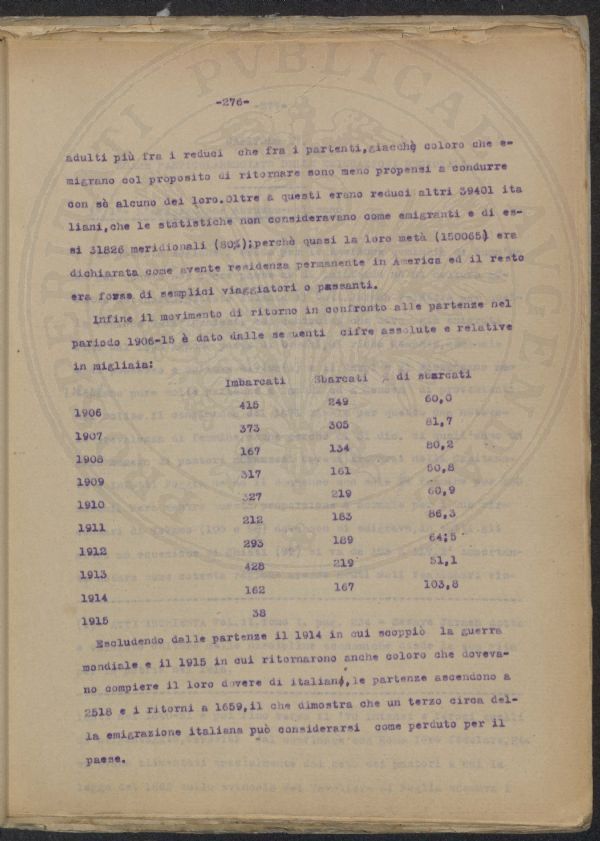 -276-
adulti più fra i reduci che fra i partenti,giacchè coloro che e-
migrano col proposito di ritornare sono meno propensi a condurre
con sè alcuno dei loro.Oltre a questi erano reduci altri 39401 ita
liani,che le statistiche non consideravano come emigranti e di es-
si 31826 meridionali (80%);perchè quasi la loro metà (150065) era
dichiarata come avente residenza permanente in America ed il resto
era forse di semplici viaggiatori o passanti.
Infine il movimento di ritorno in confronto alle partenze nel
periodo 1906-15 è dato dalle seguenti cifre assolute e relative
in migliaia:
Imbarcati Sbarcati % di sbarcati
1906 415 249 60,0
1907 373 305 81,7
1908 167 134 80,2
1909 317 161 50,8
1910 327 219 60,9
1911 212 183 86,3
1912 293 189 64;5
1913 428 219 51,1
1914 162 167 103,8
1915 38
Escludendo dalle partenze il 1914 in cui scoppiò la guerra
mondiale e il 1915 in cui ritornarono anche coloro che doveva-
no compiere il loro dovere di italiani,le partenze ascendono a
2518 e i ritorni a 1659,il che dimostra che un terzo circa del-
la emigrazione italiana può considerarsi come perduto per il
paese.